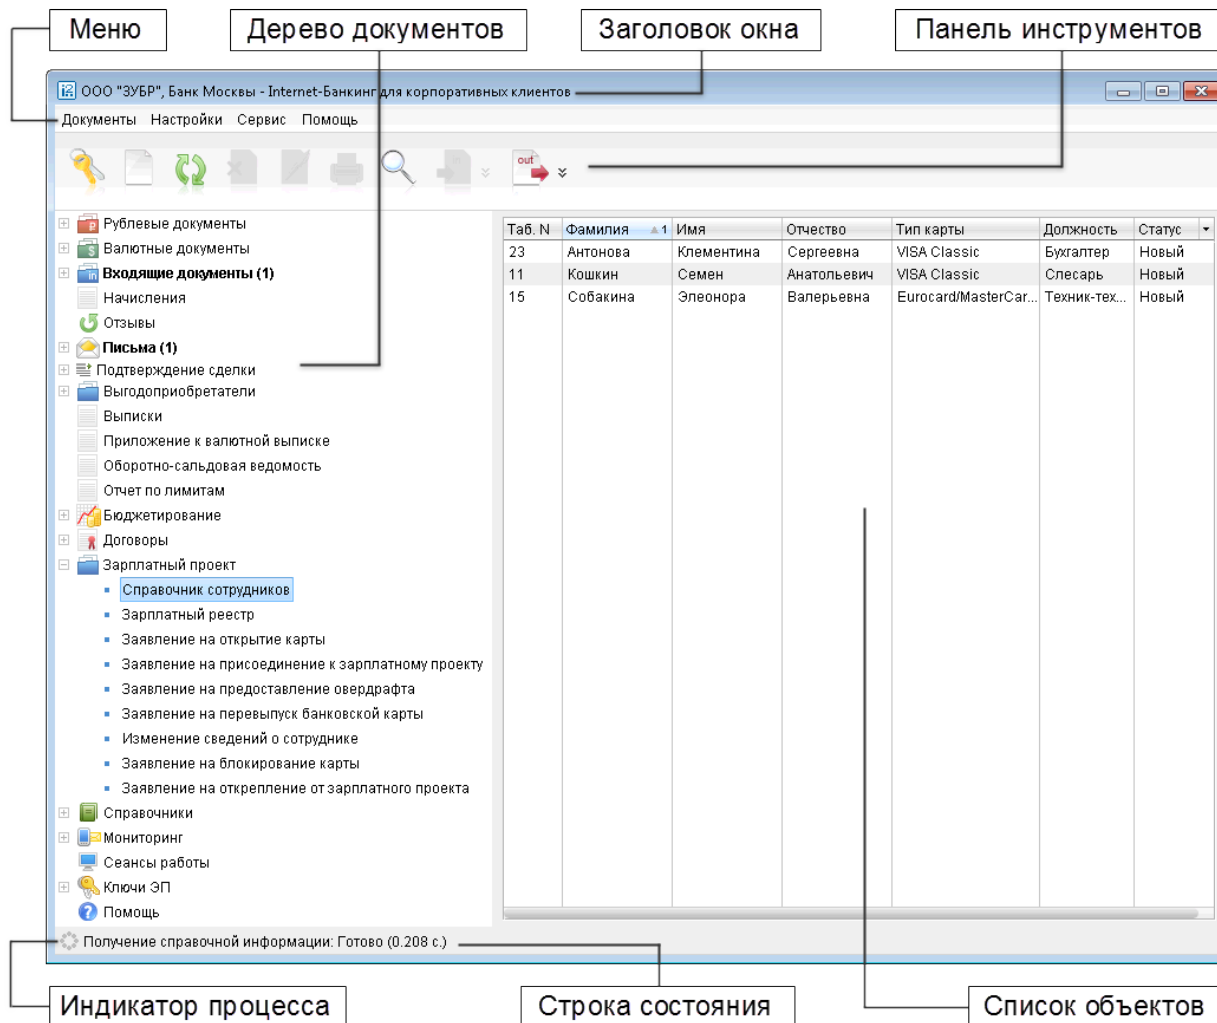 Меню
Дерево документов
Заголовок окна
Панель инструментов
ООО "ЗУБР", Банк Москвы - Internet-Банкинг для корпоративных клиентов
Документы Настройки Сервис Помощь
out
Рублевые документы
Валютные документы
Входящие документы (1)
Начисления
Отзывы
Письма (1)
Подтверждение сделки
Выгодоприобретатели
Выписки
Приложение к валютной выписке
Оборотно-сальдовая ведомость
Отчет по лимитам
Бюджетирование
Договоры
Зарплатный проект
Справочник сотрудников
Зарплатный реестр
Заявление на открытие карты
Заявление на присоединение к зарплатному проекту
Заявление на предоставление овердрафта
Заявление на перевыпуск банковской карты
Изменение сведений о сотруднике
Заявление на блокирование карты
Заявление на открепление от зарплатного проекта
Справочники
Мониторинг
Сеансы работы
Ключи ЭП
Помощь
Таб. N Фамилия 1 Имя Отчество Тип карты Должность Статус
23 Антонова Клементина Сергеевна VISA Classic Бухгалтер Новый
11 Кошкин Семен Анатольевич VISA Classic Слесарь Новый
15 Собакина Элеонора Валерьевна Eurocard/MasterCar... Техник-тех... Новый
Получение справочной информации: Готово (0.208 с.)
Индикатор процесса
Строка состояния
Список объектов